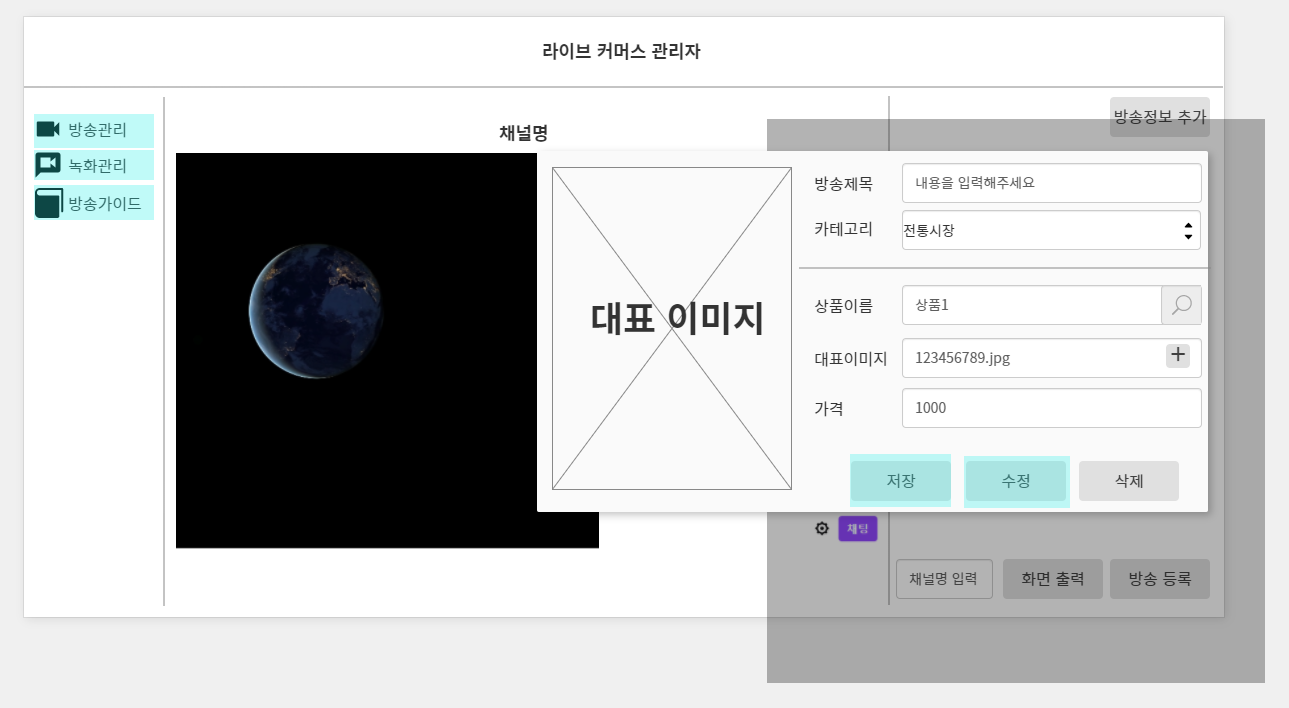 라이브 커머스 관리자
방송관리
녹화관리
방송가이드
채널명
방송정보 추가
대표 이미지
방송제목
내용을 입력해주세요
카테고리
전통시장
상품이름
상품1
대표이미지
123456789.jpg
+
가격
1000
저장
수정
삭제
채팅
채널명 입력
화면 출력
방송 등록